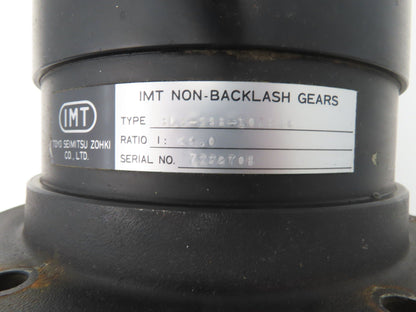 IMT NON-BACKLASH GEARS
IMT
TYPE
TOYO SEIMITSU ZOHKI
CO., LTD.
RATIO 1:
SERIAL NO.